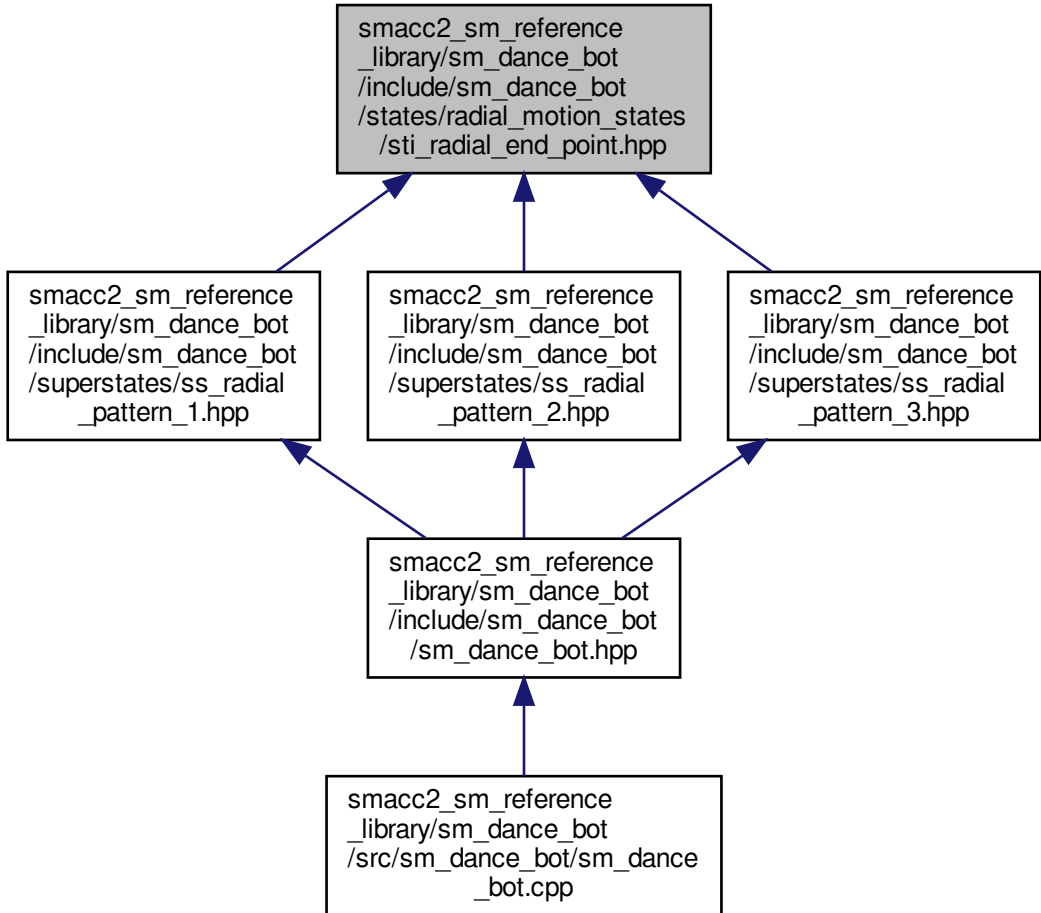 smacc2_sm_reference
_library/sm_dance_bot
/include/sm_dance_bot
/states/radial_motion_states
/sti_radial_end_point.hpp
smacc2_sm_reference
_library/sm_dance_bot
/include/sm_dance_bot
/superstates/ss_radial
_pattern_1.hpp
smacc2_sm_reference
_library/sm_dance_bot
/include/sm_dance_bot
/superstates/ss_radial
_pattern_2.hpp
smacc2_sm_reference
_library/sm_dance_bot
/include/sm_dance_bot
/superstates/ss_radial
_pattern_3.hpp
smacc2_sm_reference
_library/sm_dance_bot
/include/sm_dance_bot
/sm_dance_bot.hpp
smacc2_sm_reference
_library/sm_dance_bot
/src/sm_dance_bot/sm_dance
_bot.cpp